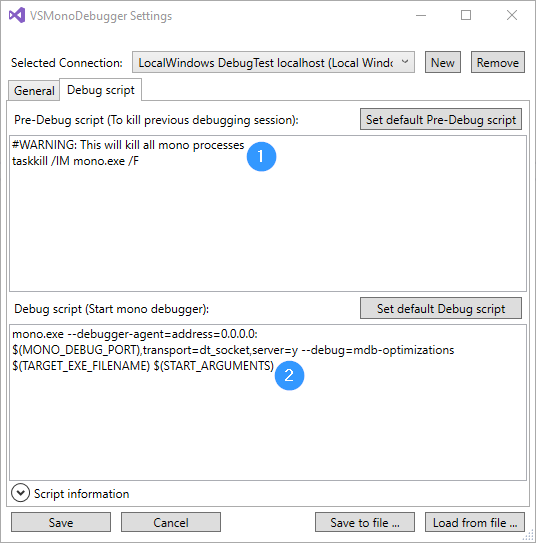 VSMonoDebugger Settings
Selected Connection: LocalWindows DebugTest localhost (Local Windo New Remove
General Debug script
Pre-Debug script (To kill previous debugging session): Set default Pre-Debug script
#WARNING: This will kill all mono processes
taskkill /IM mono.exe /F
1
Debug script (Start mono debugger): Set default Debug script
mono.exe --debugger-agent=address=0.0.0.0:
$(MONO_DEBUG_PORT),transport=dt_socket,server=y --debug=mdb-optimizations
$(TARGET_EXE_FILENAME) $(START_ARGUMENTS)
2
Script information
Save Cancel Save to file ... Load from file ...